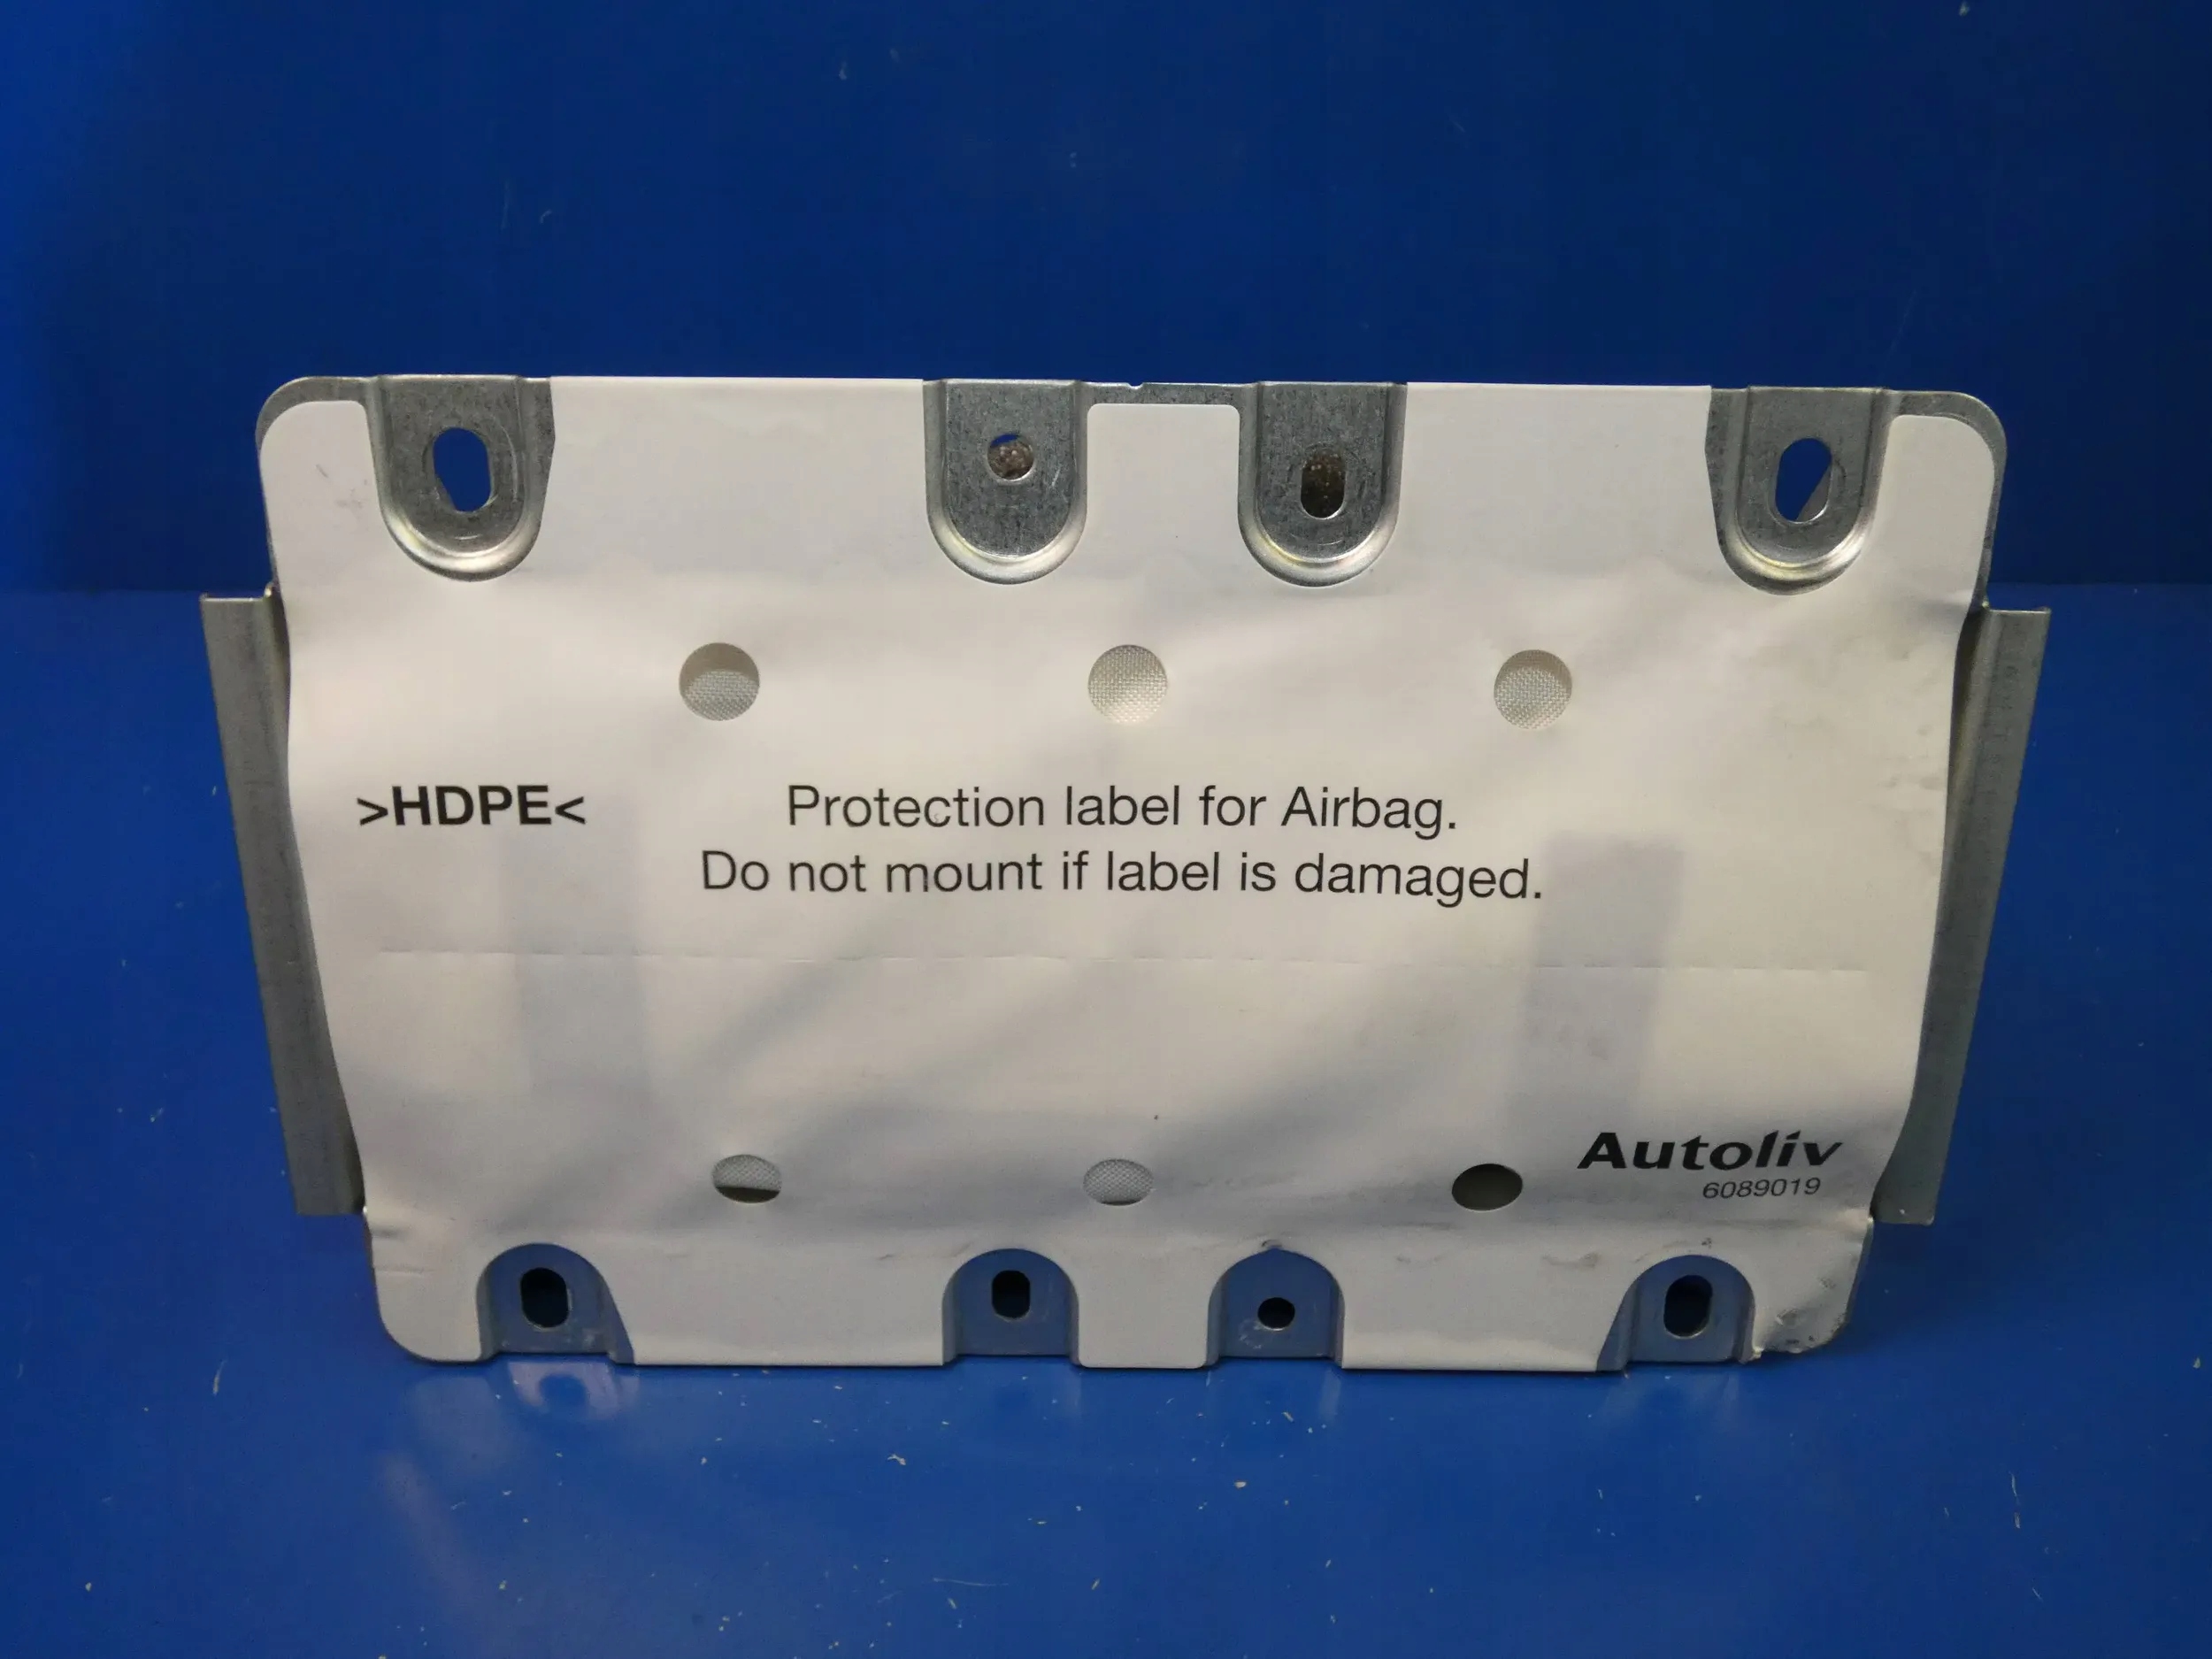 >HDPE<
Protection label for Airbag.
Do not mount if label is damaged.
Autoliv
6089019